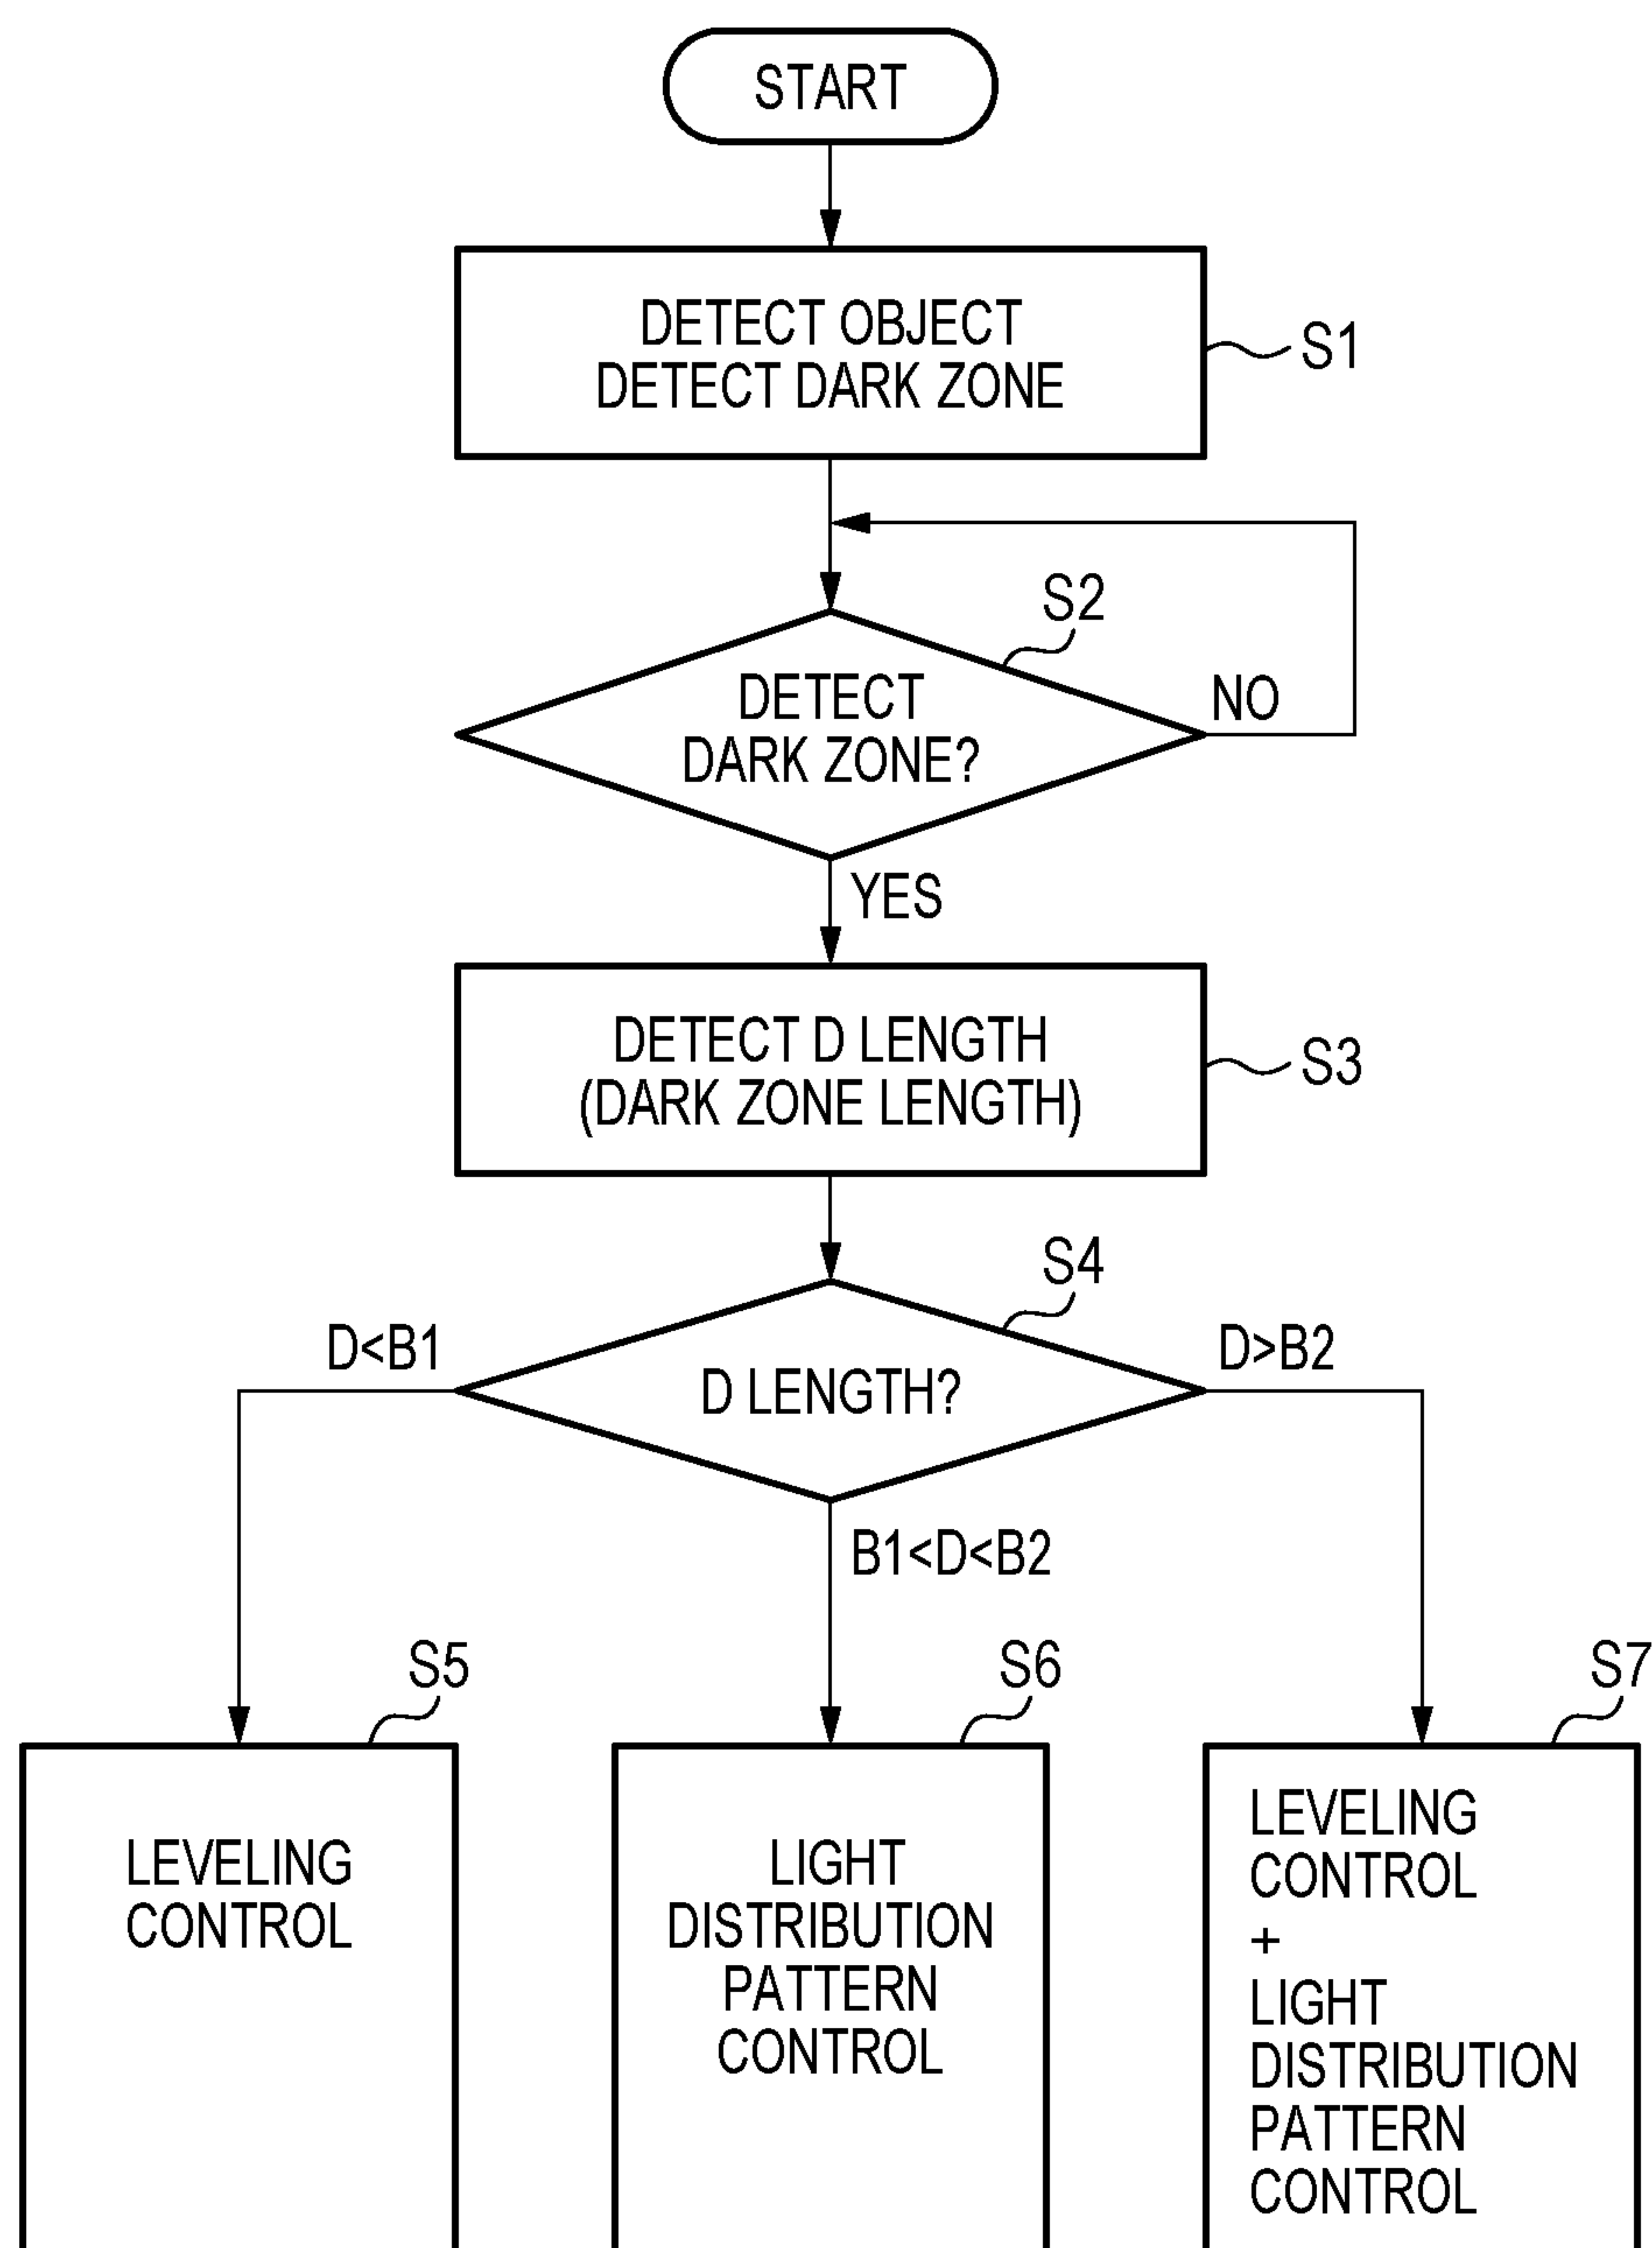 START
DETECT OBJECT
DETECT DARK ZONE
S1
S2
DETECT
DARK ZONE?
NO
YES
DETECT D LENGTH
(DARK ZONE LENGTH)
S3
S4
D<B1
D LENGTH?
D>B2
B1<D<B2
S5
LEVELING
CONTROL
S6
LIGHT
DISTRIBUTION
PATTERN
CONTROL
S7
LEVELING
CONTROL
+
LIGHT
DISTRIBUTION
PATTERN
CONTROL